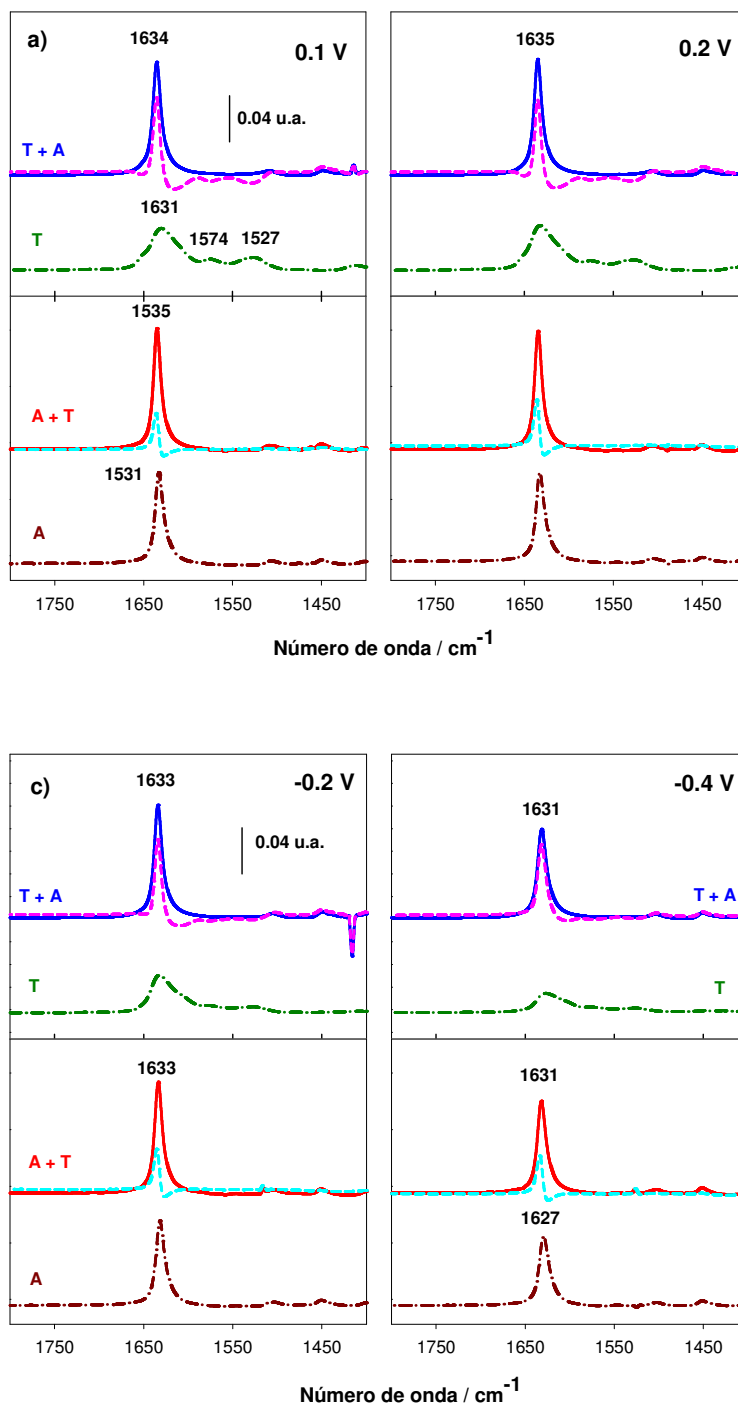 a)
1634
0.1 V
0.04 u.a.
T + A
1631
1574
1527
T
1635
0.2 V
1535
A + T
1531
A
1750 1650 1550 1450
1750 1650 1550 1450
Número de onda / cm-1
c)
1633
-0.2 V
0.04 u.a.
T + A
T
-0.4 V
1631
T + A
T
1633
A + T
A
1631
1627
1750 1650 1550 1450
1750 1650 1550 1450
Número de onda / cm-1